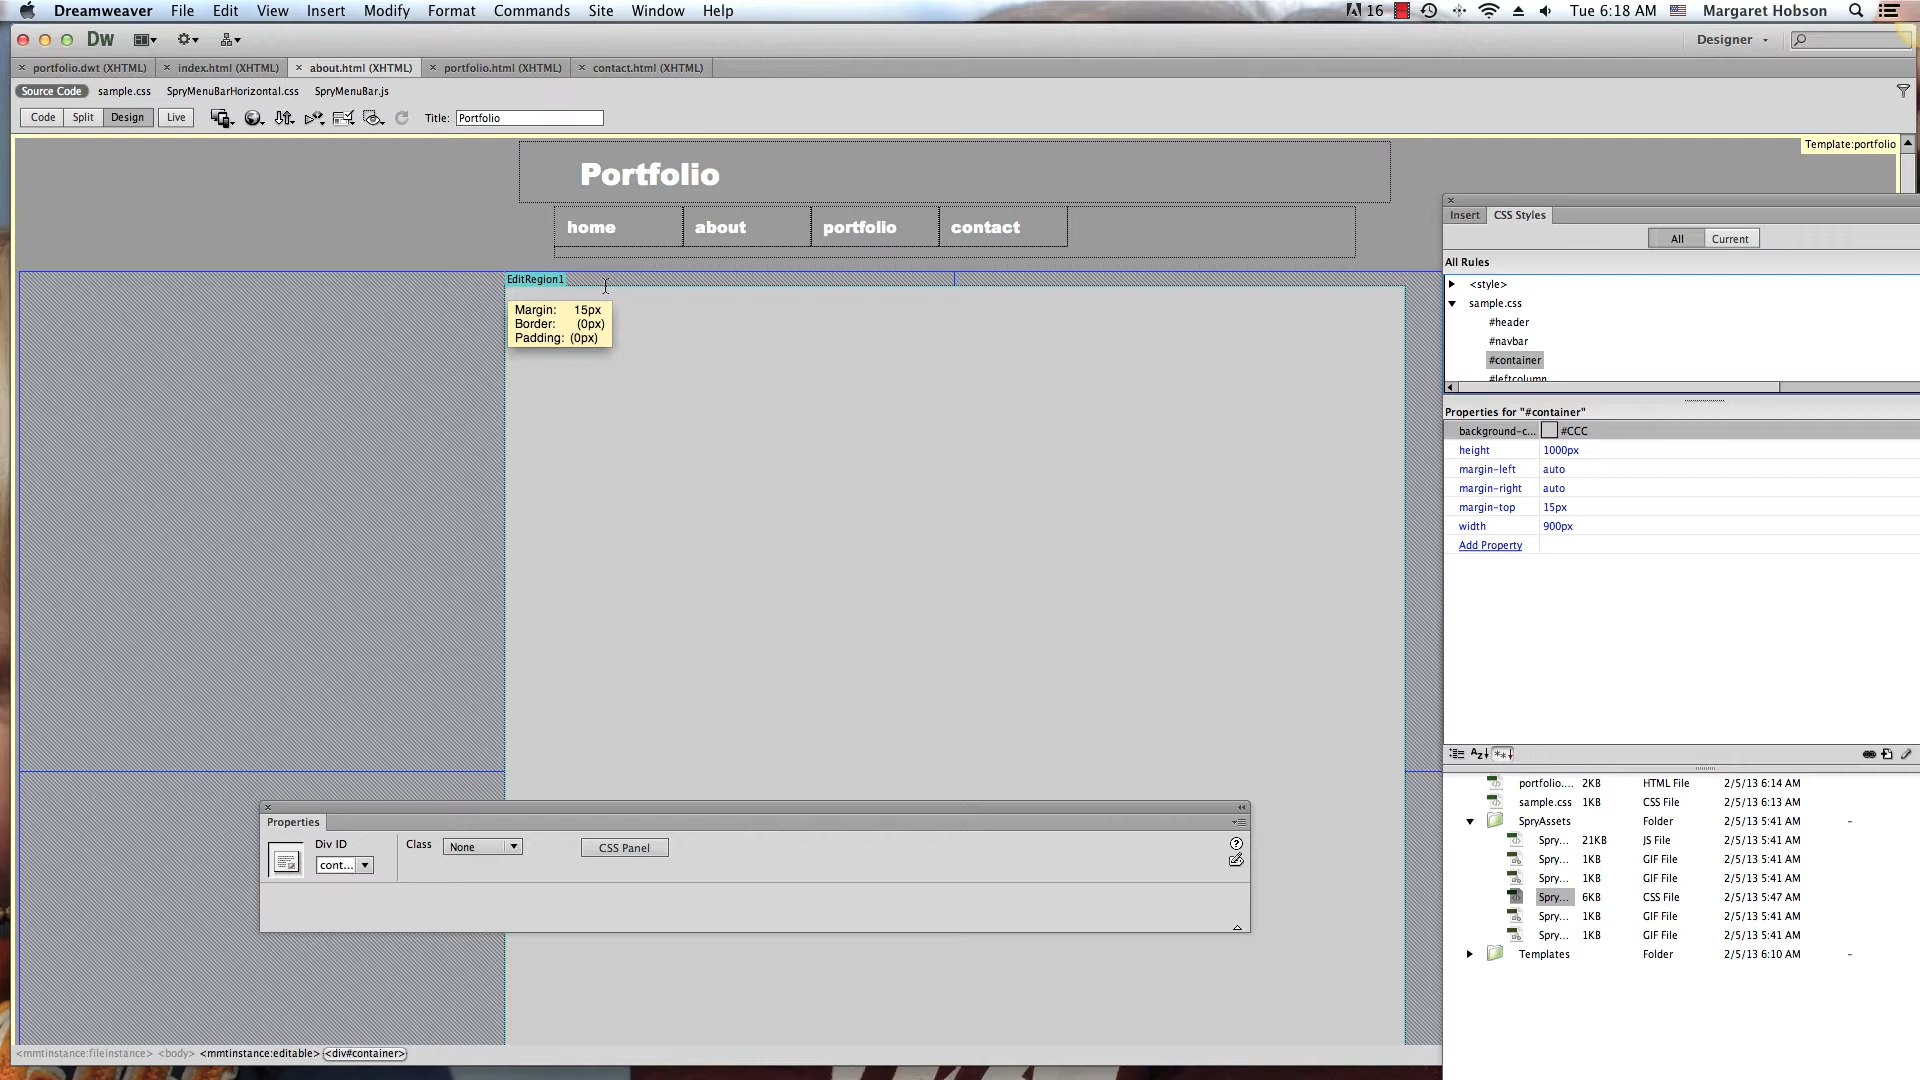 Dreamweaver File Edit View Insert Modify Format Commands Site Window Help 16 Tue 6:18 AM Margaret Hobson
Dw Designer
portfolio.dwt (XHTML) index.html (XHTML) about.html (XHTML) portfolio.html (XHTML) contact.html (XHTML)
Source Code sample.css SpryMenuBarHorizontal.css SpryMenuBar.js
Code Split Design Live Title: Portfolio
Template:portfolio
Portfolio
home about portfolio contact
EditRegion1
Margin: 15px
Border: (0px)
Padding: (0px)
Insert CSS Styles
All Current
All Rules
<style>
sample.css
#header
#navbar
#container
#leftcolumn
Properties for "#container"
background-c... #CCC
height 1000px
margin-left auto
margin-right auto
margin-top 15px
width 900px
Add Property
portfolio.... 2KB HTML File 2/5/13 6:14 AM
sample.css 1KB CSS File 2/5/13 6:13 AM
SpryAssets Folder 2/5/13 5:41 AM -
Spry... 21KB JS File 2/5/13 5:41 AM
Spry... 1KB GIF File 2/5/13 5:41 AM
Spry... 1KB GIF File 2/5/13 5:41 AM
Spry... 6KB CSS File 2/5/13 5:47 AM
Spry... 1KB GIF File 2/5/13 5:41 AM
Spry... 1KB GIF File 2/5/13 5:41 AM
Templates Folder 2/5/13 6:10 AM -
Properties
Div ID Class None CSS Panel
cont...
<mmtinstance:fileinstance> <body> <mmtinstance:editable> <div#container>